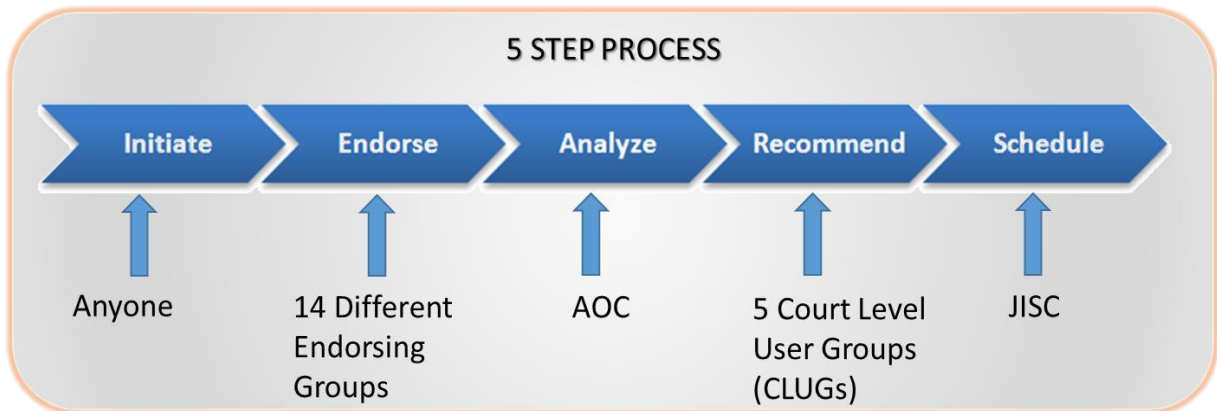 5 STEP PROCESS
Initiate
Endorse
Analyze
Recommend
Schedule
Anyone
14 Different
Endorsing
Groups
AOC
5 Court Level
User Groups
(CLUGs)
JISC